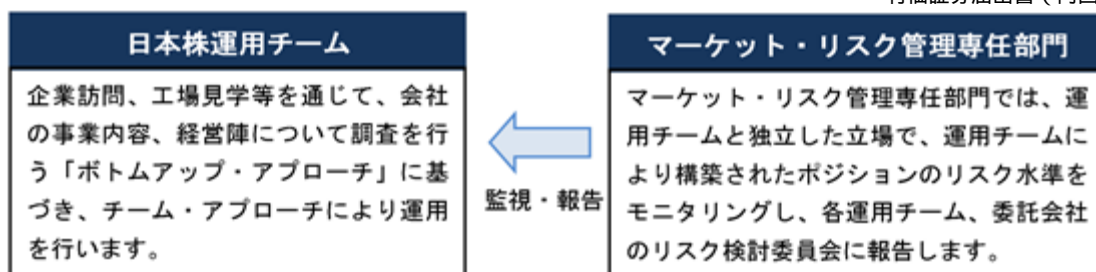 日本株運用チーム
企業訪問、工場見学等を通じて、会社
の事業内容、経営陣について調査を行
う「ボトムアップ・アプローチ」に基
づき、チーム・アプローチにより運用
を行います。
監視・報告
マーケット・リスク管理専任部門
マーケット・リスク管理専任部門では、運
用チームと独立した立場で、運用チームに
より構築されたポジションのリスク水準を
モニタリングし、各運用チーム、委託会社
のリスク検討委員会に報告します。